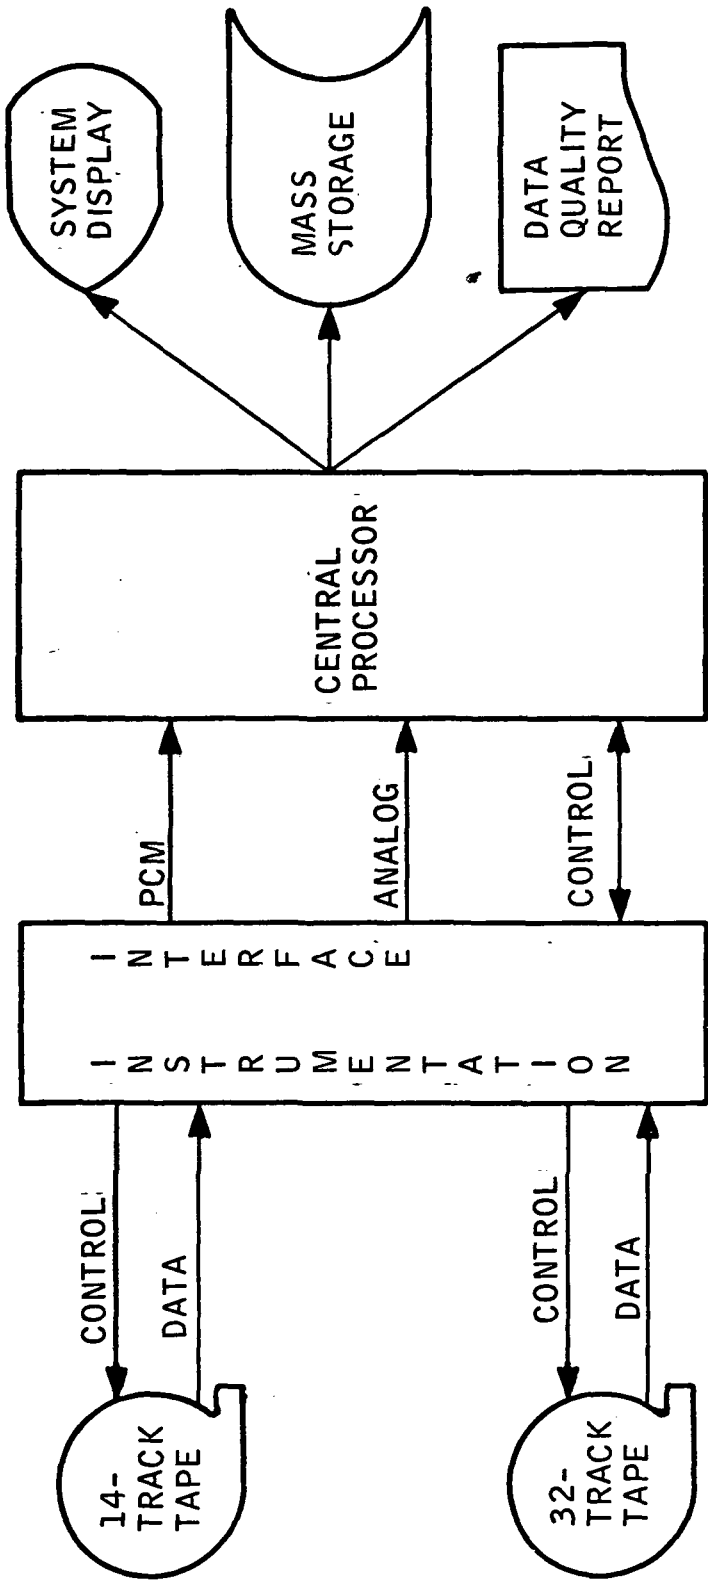 14-
TRACK
TAPE
CONTROL
DATA
32-
TRACK
TAPE
CONTROL
DATA
INSTRUMENTATION
INTERFACE
PCM
ANALOG
CONTROL
CENTRAL
PROCESSOR
SYSTEM
DISPLAY
MASS
STORAGE
DATA
QUALITY
REPORT